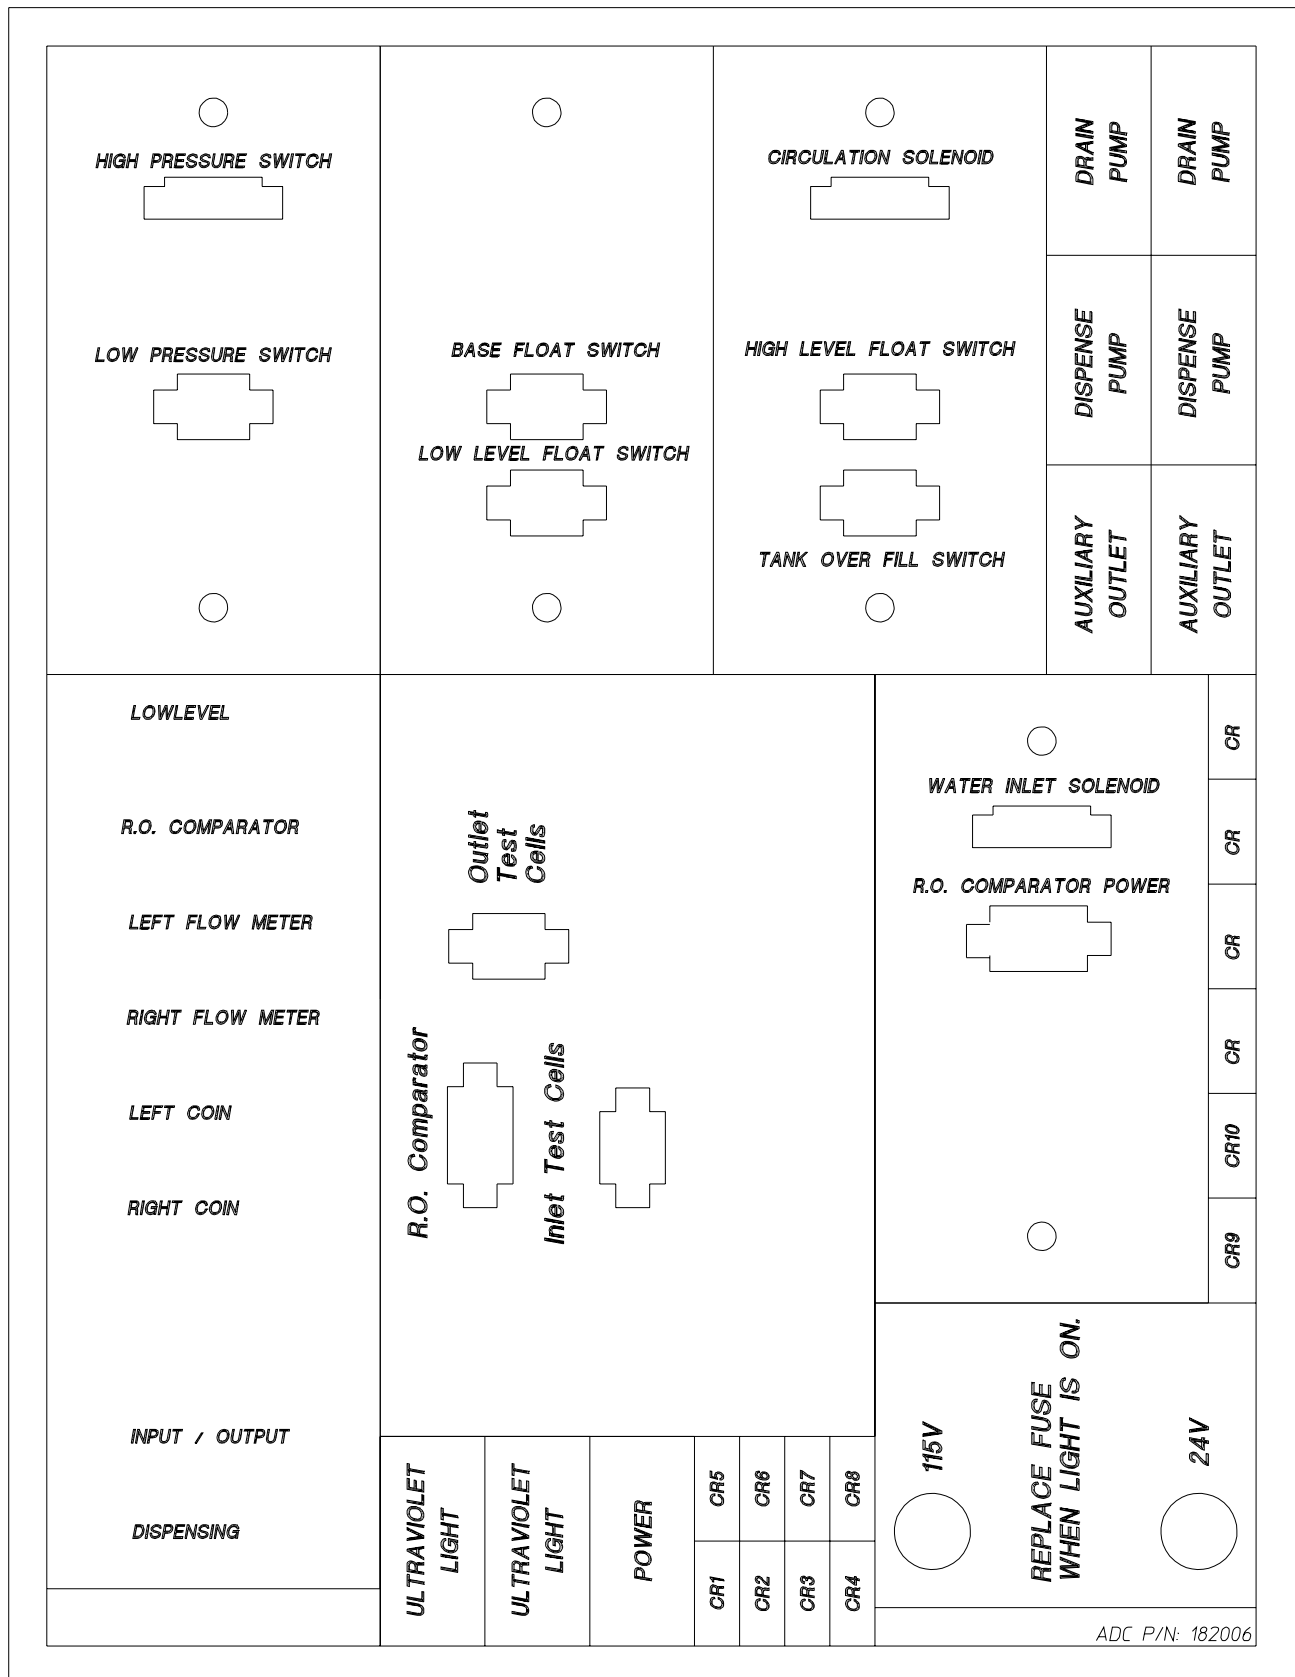 HIGH PRESSURE SWITCH
LOW PRESSURE SWITCH
BASE FLOAT SWITCH
LOW LEVEL FLOAT SWITCH
CIRCULATION SOLENOID
HIGH LEVEL FLOAT SWITCH
TANK OVER FILL SWITCH
DRAIN
PUMP
DRAIN
PUMP
DISPENSE
PUMP
DISPENSE
PUMP
AUXILIARY
OUTLET
AUXILIARY
OUTLET
LOWLEVEL
R.O. COMPARATOR
LEFT FLOW METER
RIGHT FLOW METER
LEFT COIN
RIGHT COIN
INPUT / OUTPUT
DISPENSING
Outlet
Test
Cells
R.O. Comparator
Inlet Test Cells
WATER INLET SOLENOID
R.O. COMPARATOR POWER
CR
CR
CR
CR
CR10
CR9
ULTRAVIOLET
LIGHT
ULTRAVIOLET
LIGHT
POWER
CR5
CR6
CR7
CR8
CR1
CR2
CR3
CR4
115V
REPLACE FUSE
WHEN LIGHT IS ON.
24V
ADC P/N: 182006